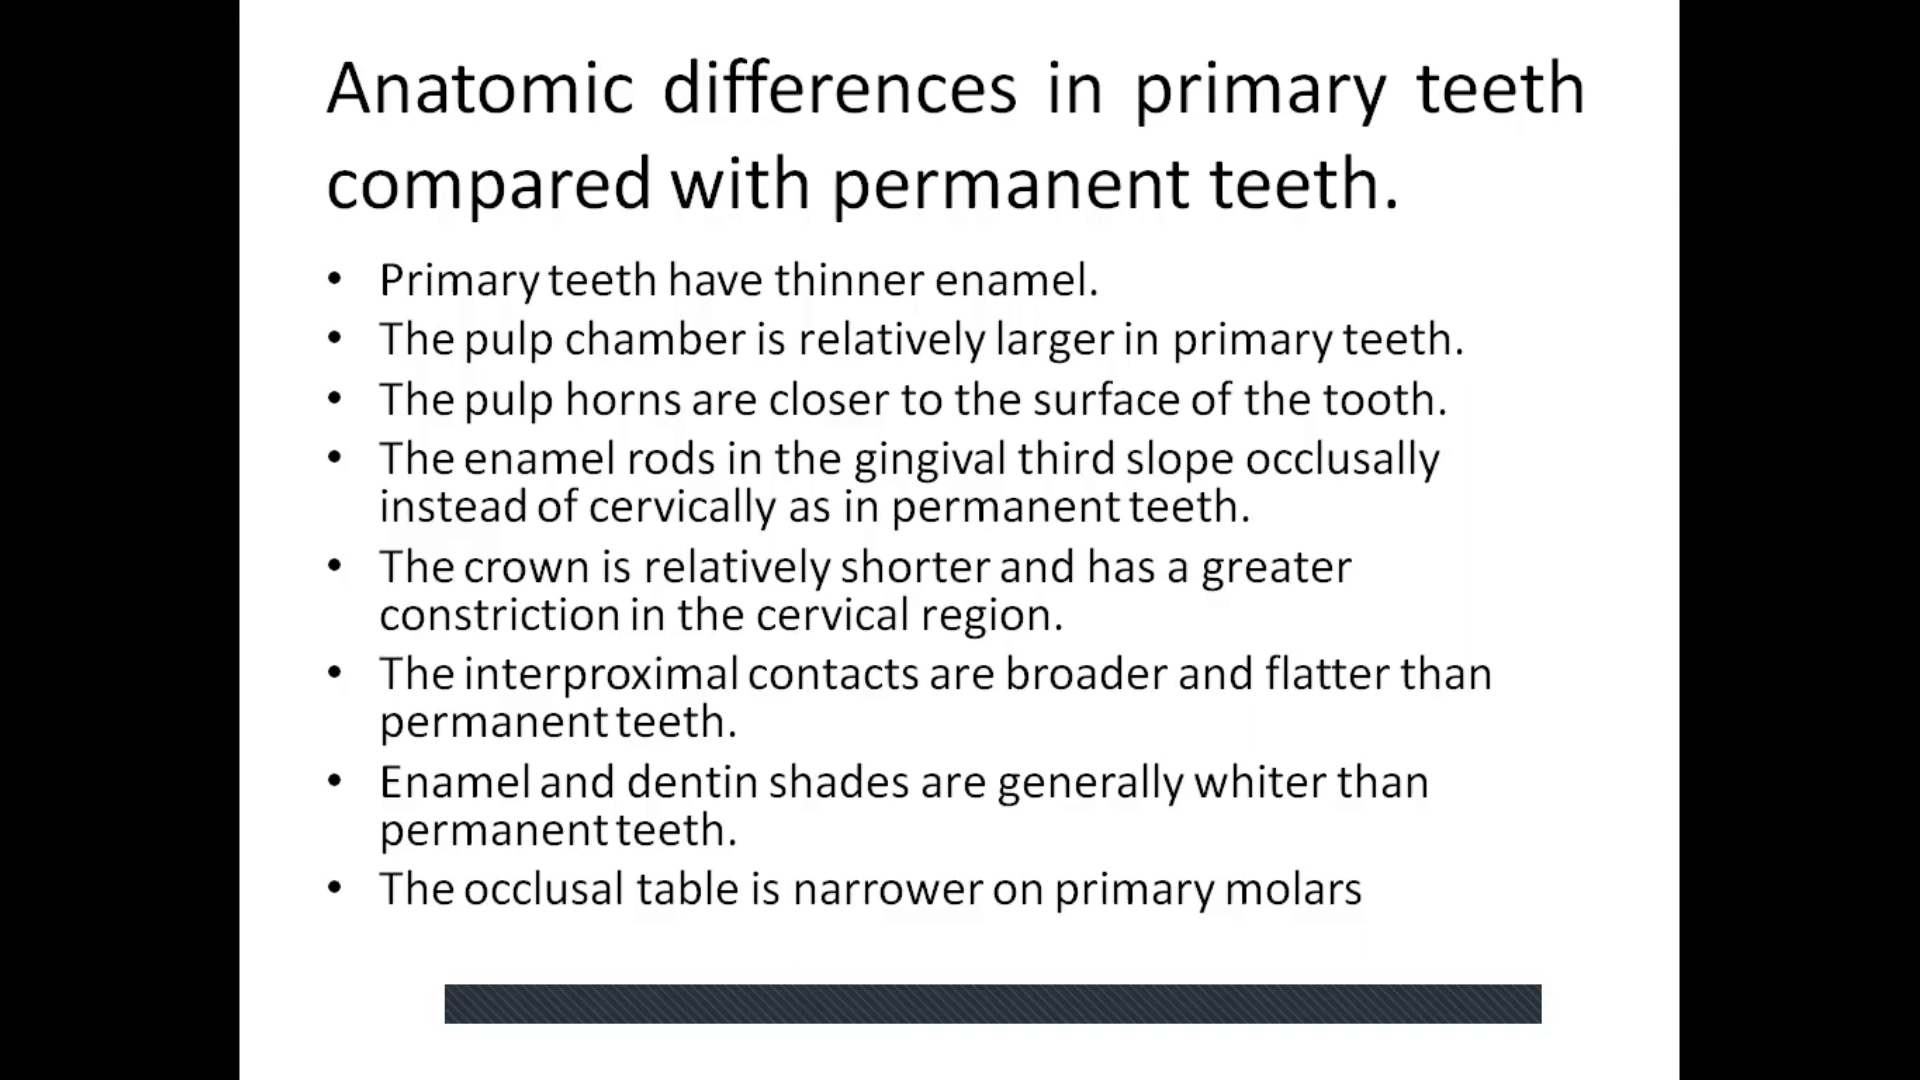 Anatomic differences in primary teeth
compared with permanent teeth.
• Primary teeth have thinner enamel.
• The pulp chamber is relatively larger in primary teeth.
• The pulp horns are closer to the surface of the tooth.
• The enamel rods in the gingival third slope occlusally
instead of cervically as in permanent teeth.
• The crown is relatively shorter and has a greater
constriction in the cervical region.
• The interproximal contacts are broader and flatter than
permanent teeth.
• Enamel and dentin shades are generally whiter than
permanent teeth.
• The occlusal table is narrower on primary molars